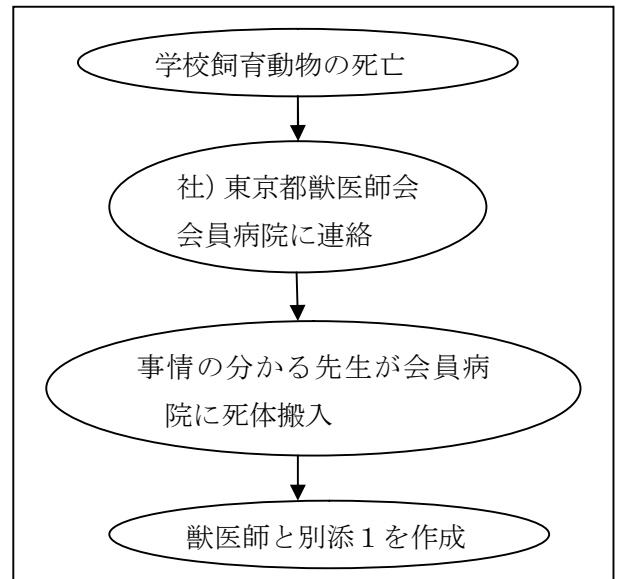 学校飼育動物の死亡
社）東京都獣医師会
会員病院に連絡
事情の分かる先生が会員病
院に死体搬入
獣医師と別添１を作成